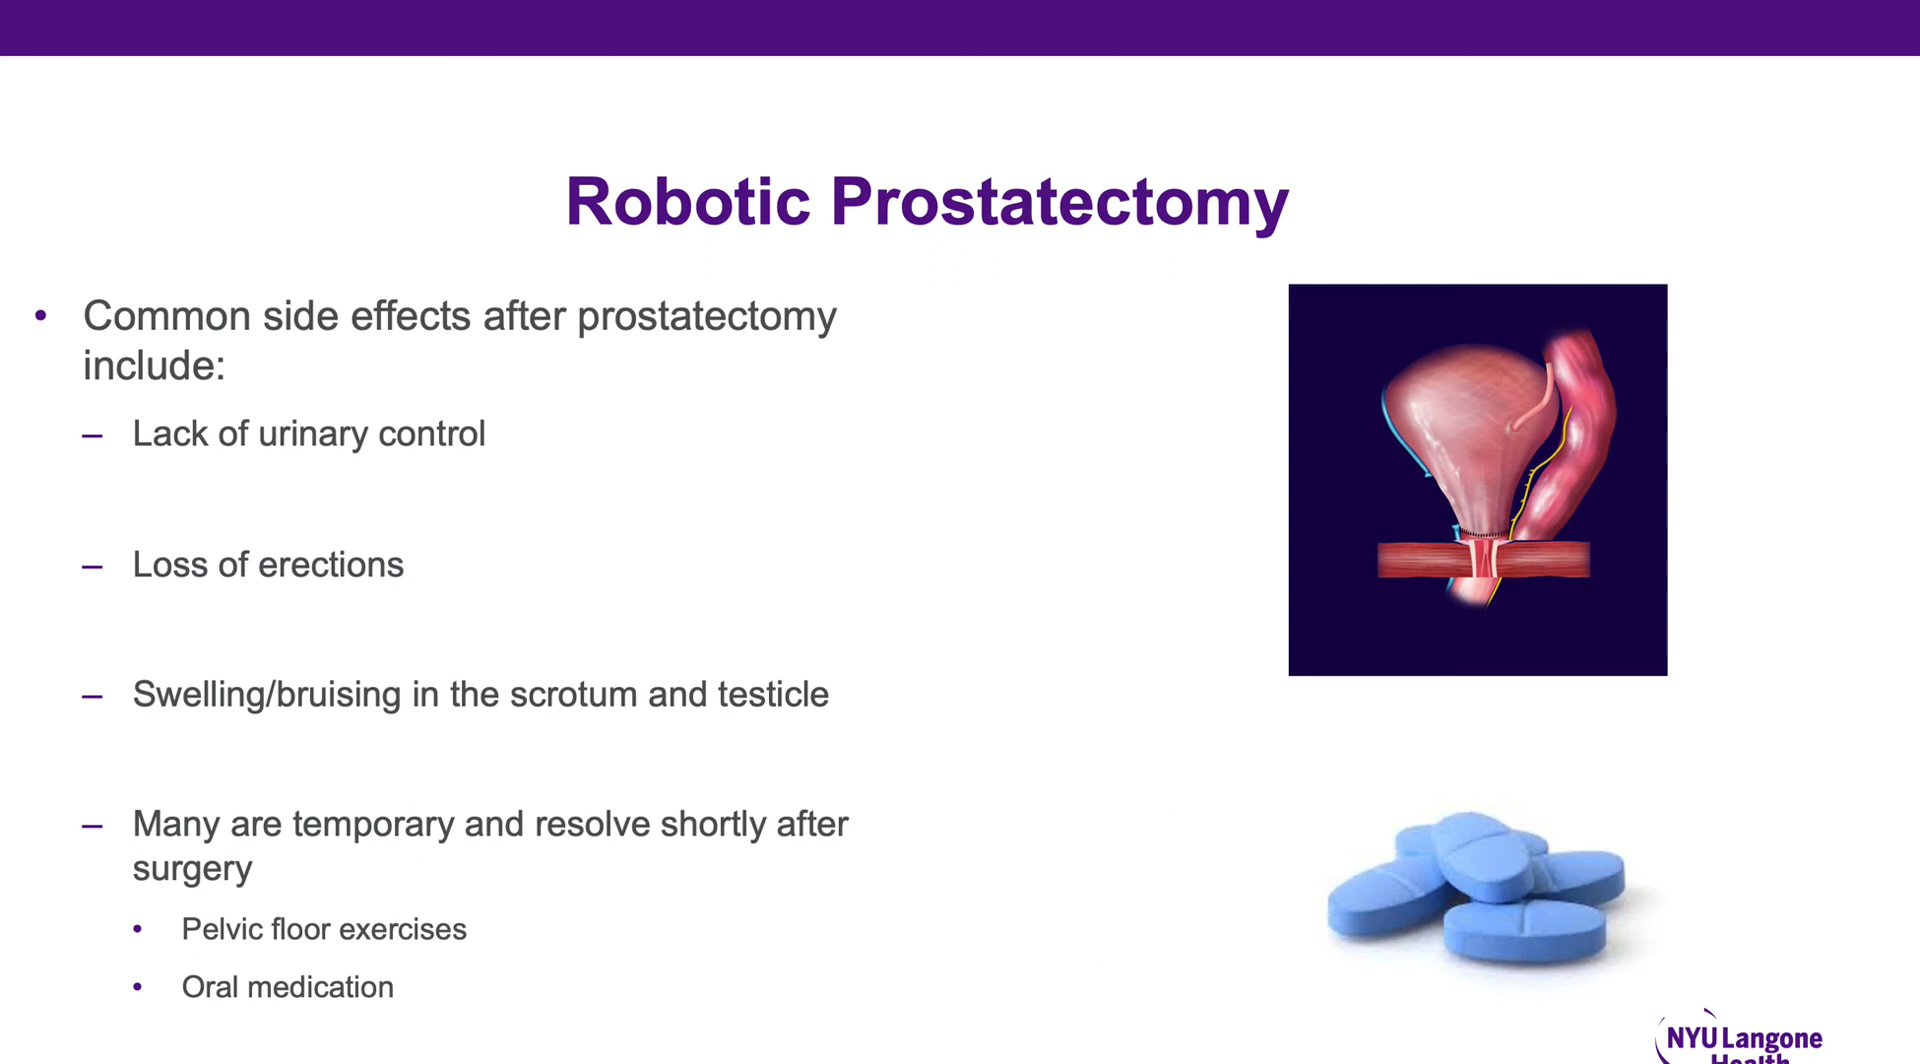 Robotic Prostatectomy
• Common side effects after prostatectomy
include:
– Lack of urinary control
– Loss of erections
– Swelling/bruising in the scrotum and testicle
– Many are temporary and resolve shortly after
surgery
• Pelvic floor exercises
• Oral medication
NYU Langone
Health